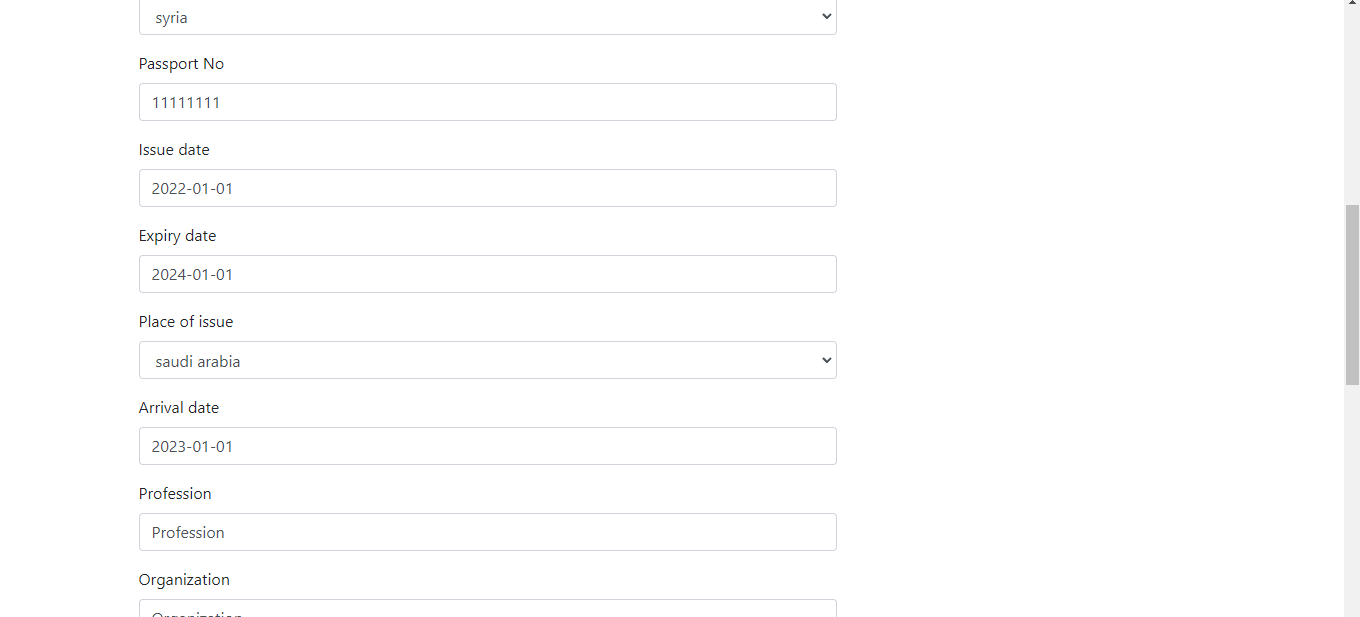 syria
Passport No
11111111
Issue date
2022-01-01
Expiry date
2024-01-01
Place of issue
saudi arabia
Arrival date
2023-01-01
Profession
Profession
Organization
Organization